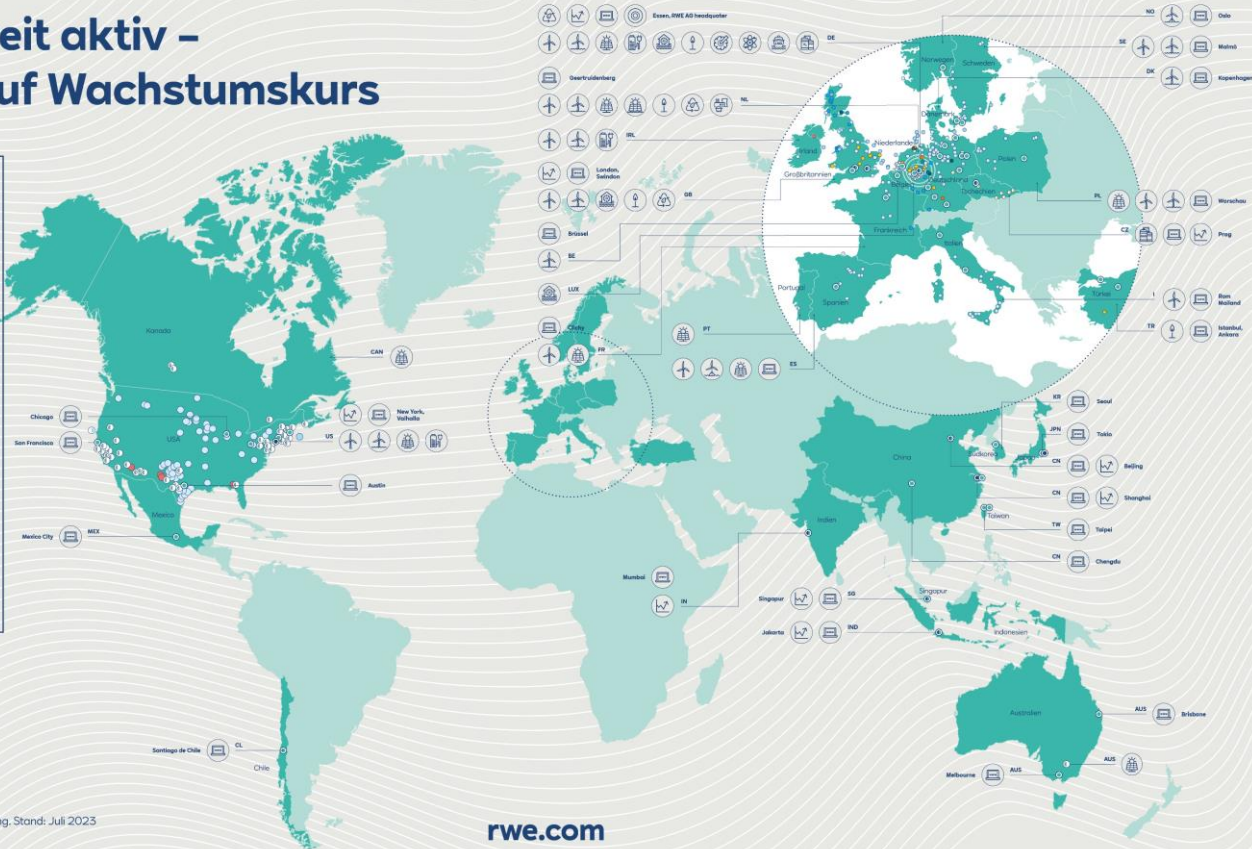 eit aktiv –
uf Wachstumskurs
Essen, RWE AG headquater
DE
Geertruidenberg
NL
IRL
London,
Swindon
GB
Brüssel
BE
LUX
Clichy
FR
PT
ES
NO
Oslo
SE
Malmö
DK
Kopenhagen
PL
Warschau
CZ
Prag
I
Rom
Mailand
TR
Istanbul,
Ankara
Norwegen
Schweden
Dänemark
Irland
Niederlande
Großbritannien
Polen
Belgien
Deutschland
Tschechien
Frankreich
Italien
Portugal
Spanien
Türkei
Kanada
CAN
Chicago
San Francisco
USA
New York,
Valhalla
US
Austin
Mexico
Mexico City
MEX
Santiago de Chile
CL
Chile
KR
Seoul
JPN
Tokio
CN
Beijing
CN
Shanghai
TW
Taipei
CN
Chengdu
China
Südkorea
Japan
Taiwan
Indien
Mumbai
IN
Singapur
SG
Singapur
Jakarta
IND
Indonesien
Australien
AUS
Brisbane
AUS
Melbourne
AUS
ng. Stand: Juli 2023
rwe.com